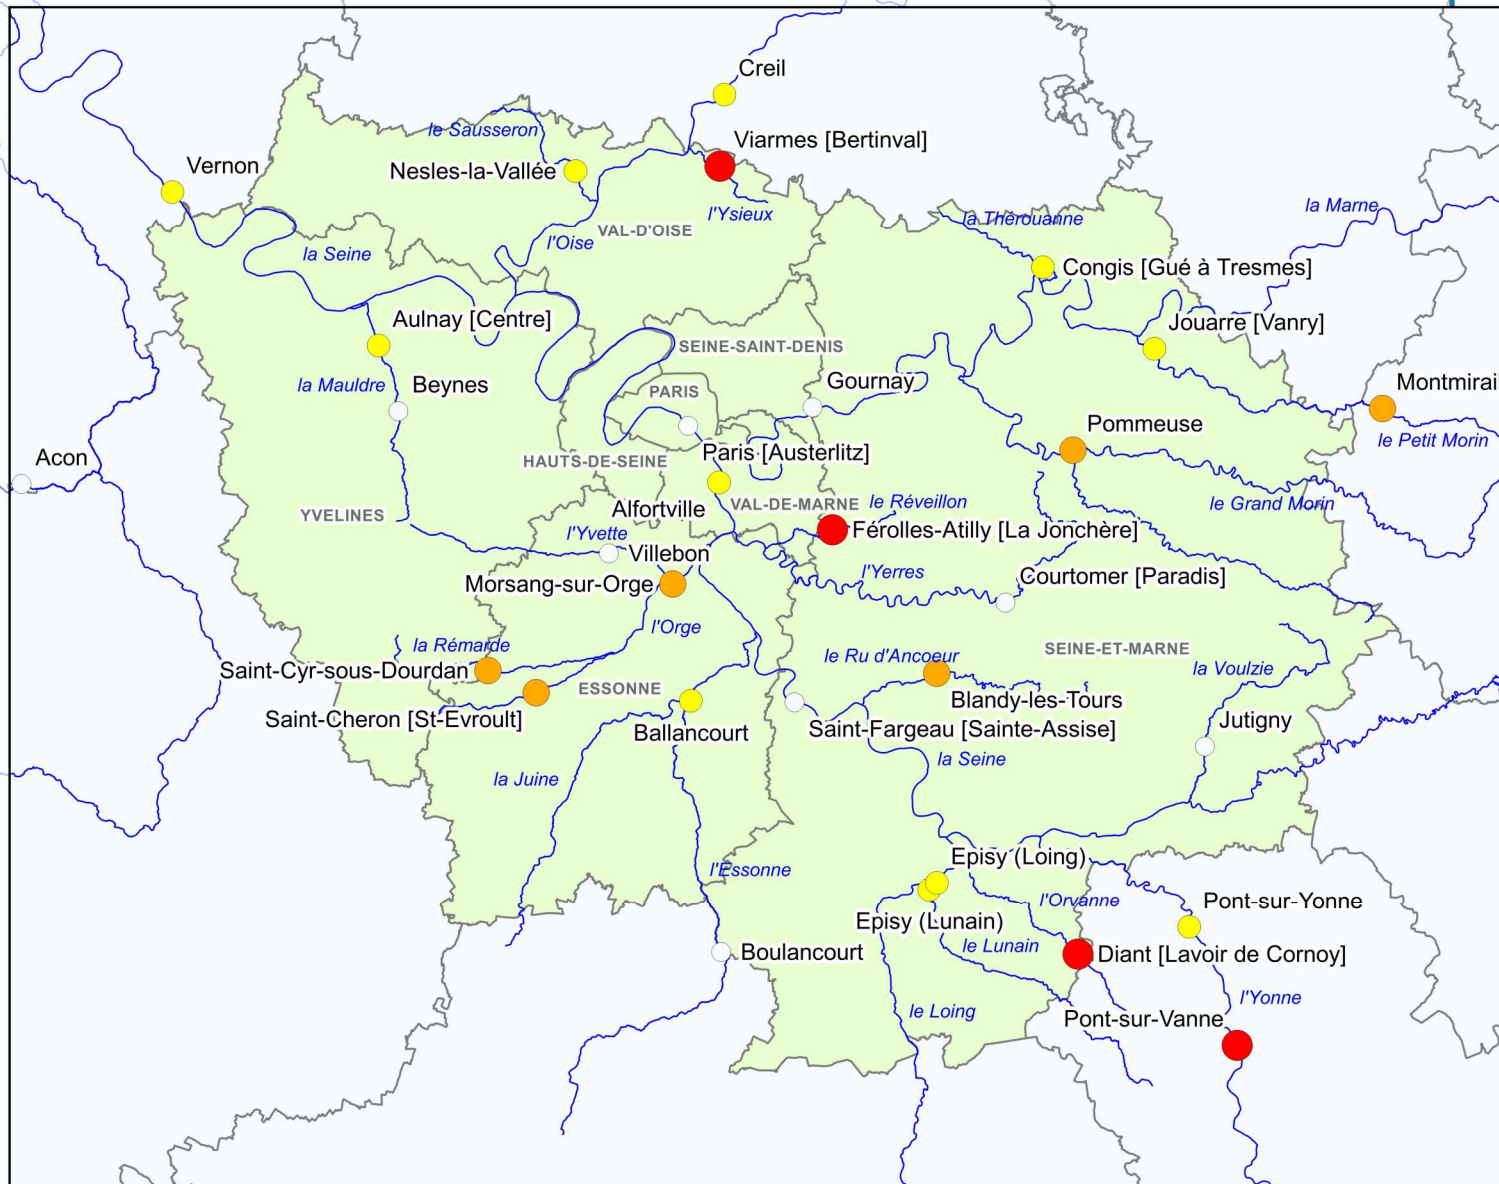 Creil
le Sausseron
Viarmes [Bertinval]
Vernon
Nesles-la-Vallée
la Marne
l'Ysieux
la Thérouanne
VAL-D'OISE
l'Oise
la Seine
Congis [Gué à Tresmes]
Aulnay [Centre]
Jouarre [Vanry]
SEINE-SAINT-DENIS
la Mauldre
Beynes
PARIS
Gournay
Montmirail
Pommeuse
le Petit Morin
Acon
HAUTS-DE-SEINE
Paris [Austerlitz]
YVELINES
Alfortville
VAL-DE-MARNE
le Réveillon
le Grand Morin
l'Yvette
Férolles-Atilly [La Jonchère]
Villebon
Morsang-sur-Orge
l'Yerres
Courtomer [Paradis]
l'Orge
la Rémarde
le Ru d'Ancoeur
SEINE-ET-MARNE
Saint-Cyr-sous-Dourdan
la Voulzie
ESSONNE
Blandy-les-Tours
Saint-Cheron [St-Evroult]
Ballancourt
Saint-Fargeau [Sainte-Assise]
Jutigny
la Juine
la Seine
l'Essonne
Episy (Loing)
l'Orvanne
Pont-sur-Yonne
Episy (Lunain)
le Lunain
Boulancourt
Diant [Lavoir de Cornoy]
l'Yonne
le Loing
Pont-sur-Vanne